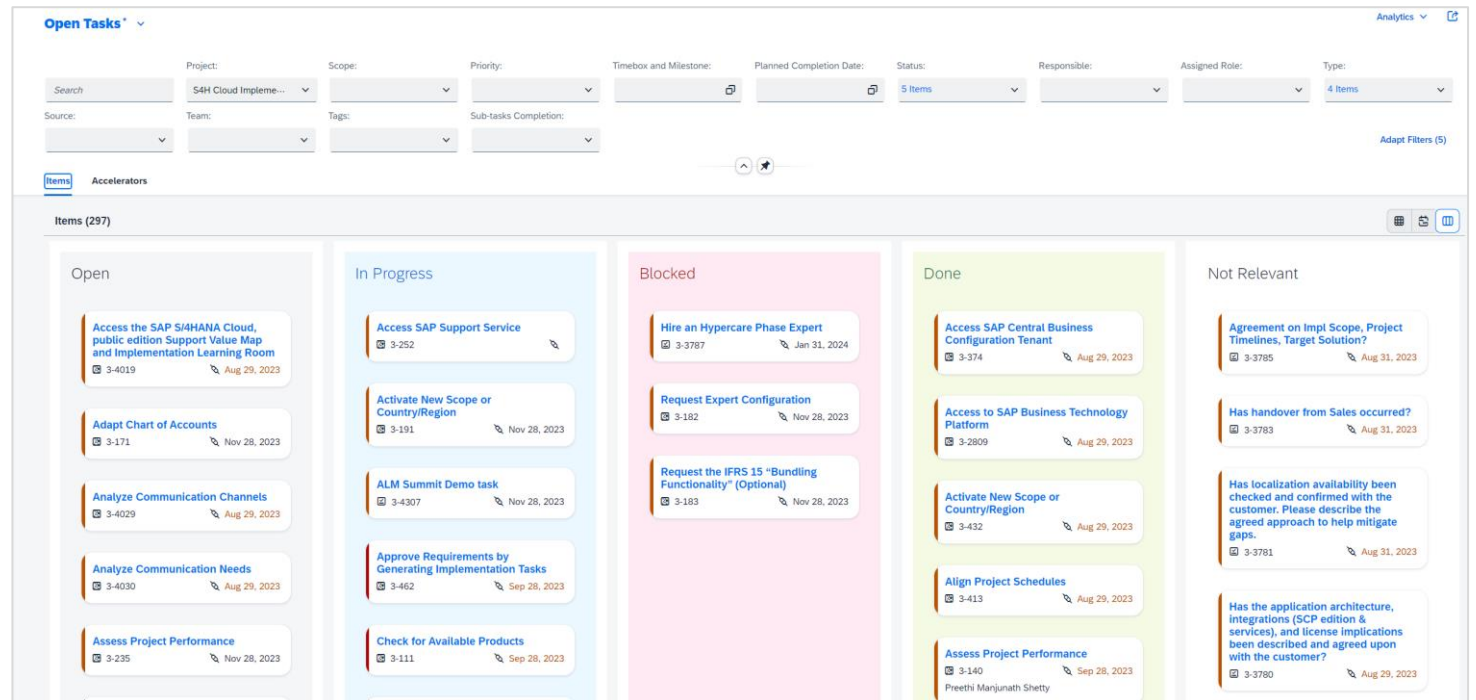 Open Tasks*
Analytics
Project:
Scope:
Priority:
Timebox and Milestone:
Planned Completion Date:
Status:
Responsible:
Assigned Role:
Type:
Search
S4H Cloud Impleme...
5 Items
4 Items
Source:
Team:
Tags:
Sub-tasks Completion:
Adapt Filters (5)
Items
Accelerators
Items (297)
Open
Access the SAP S/4HANA Cloud,
public edition Support Value Map
and Implementation Learning Room
3-4019 Aug 29, 2023
Adapt Chart of Accounts
3-171 Nov 28, 2023
Analyze Communication Channels
3-4029 Aug 29, 2023
Analyze Communication Needs
3-4030 Aug 29, 2023
Assess Project Performance
3-235 Nov 28, 2023
In Progress
Access SAP Support Service
3-252
Activate New Scope or
Country/Region
3-191 Nov 28, 2023
ALM Summit Demo task
3-4307 Nov 28, 2023
Approve Requirements by
Generating Implementation Tasks
3-462 Sep 28, 2023
Check for Available Products
3-111 Sep 28, 2023
Blocked
Hire an Hypercare Phase Expert
3-3787 Jan 31, 2024
Request Expert Configuration
3-182 Nov 28, 2023
Request the IFRS 15 “Bundling
Functionality” (Optional)
3-183 Nov 28, 2023
Done
Access SAP Central Business
Configuration Tenant
3-374 Aug 29, 2023
Access to SAP Business Technology
Platform
3-2809 Aug 29, 2023
Activate New Scope or
Country/Region
3-432 Aug 29, 2023
Align Project Schedules
3-413 Aug 29, 2023
Assess Project Performance
3-140 Sep 28, 2023
Preethi Manjunath Shetty
Not Relevant
Agreement on Impl Scope, Project
Timelines, Target Solution?
3-3785 Aug 31, 2023
Has handover from Sales occurred?
3-3783 Aug 31, 2023
Has localization availability been
checked and confirmed with the
customer. Please describe the
agreed approach to help mitigate
gaps.
3-3781 Aug 31, 2023
Has the application architecture,
integrations (SCP edition &
services), and license implications
been described and agreed upon
with the customer?
3-3780 Aug 29, 2023